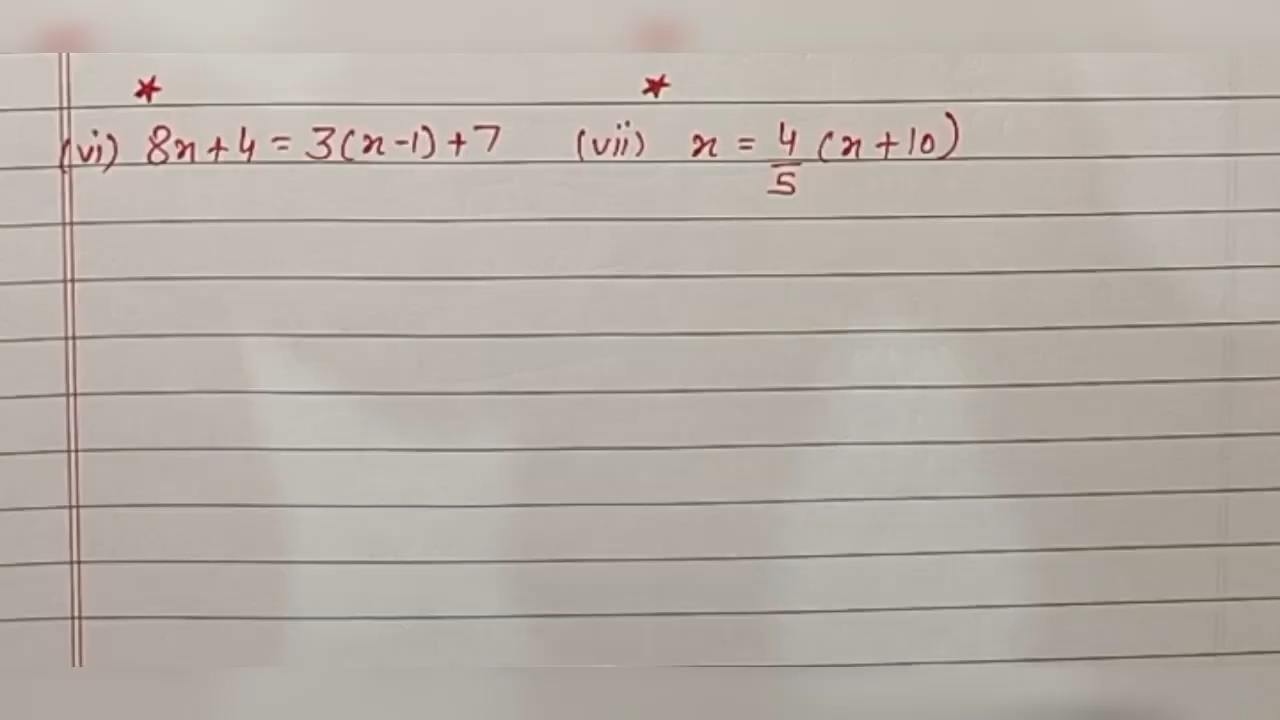 (vi) 8x+4=3(x-1)+7 (vii) x = 4/5 (x+10)